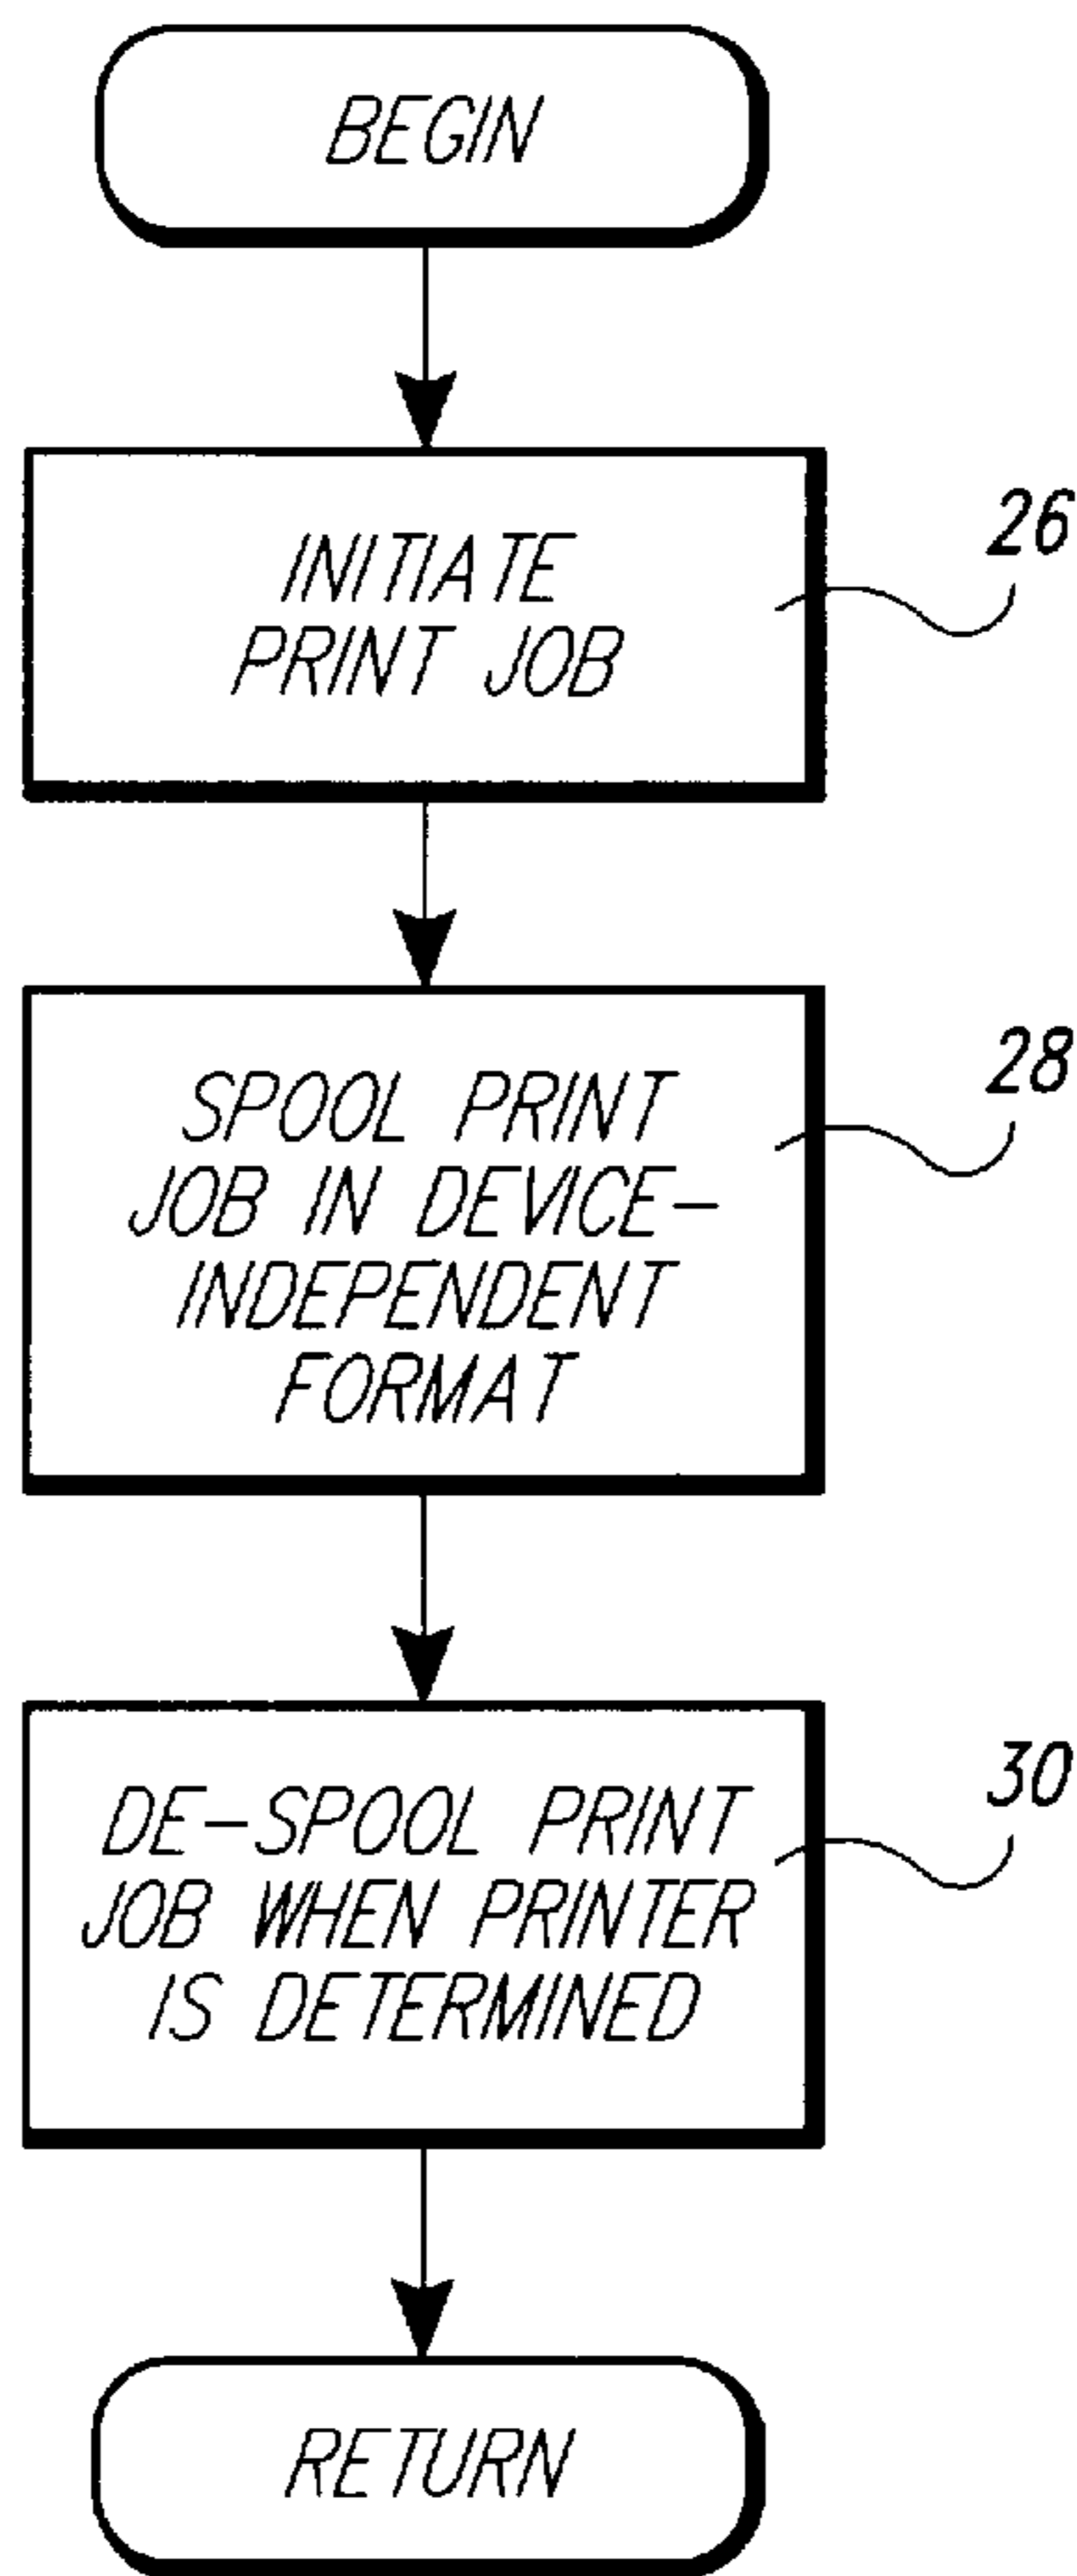 BEGIN
INITIATE
PRINT JOB
26
SPOOL PRINT
JOB IN DEVICE-
INDEPENDENT
FORMAT
28
DE-SPOOL PRINT
JOB WHEN PRINTER
IS DETERMINED
30
RETURN